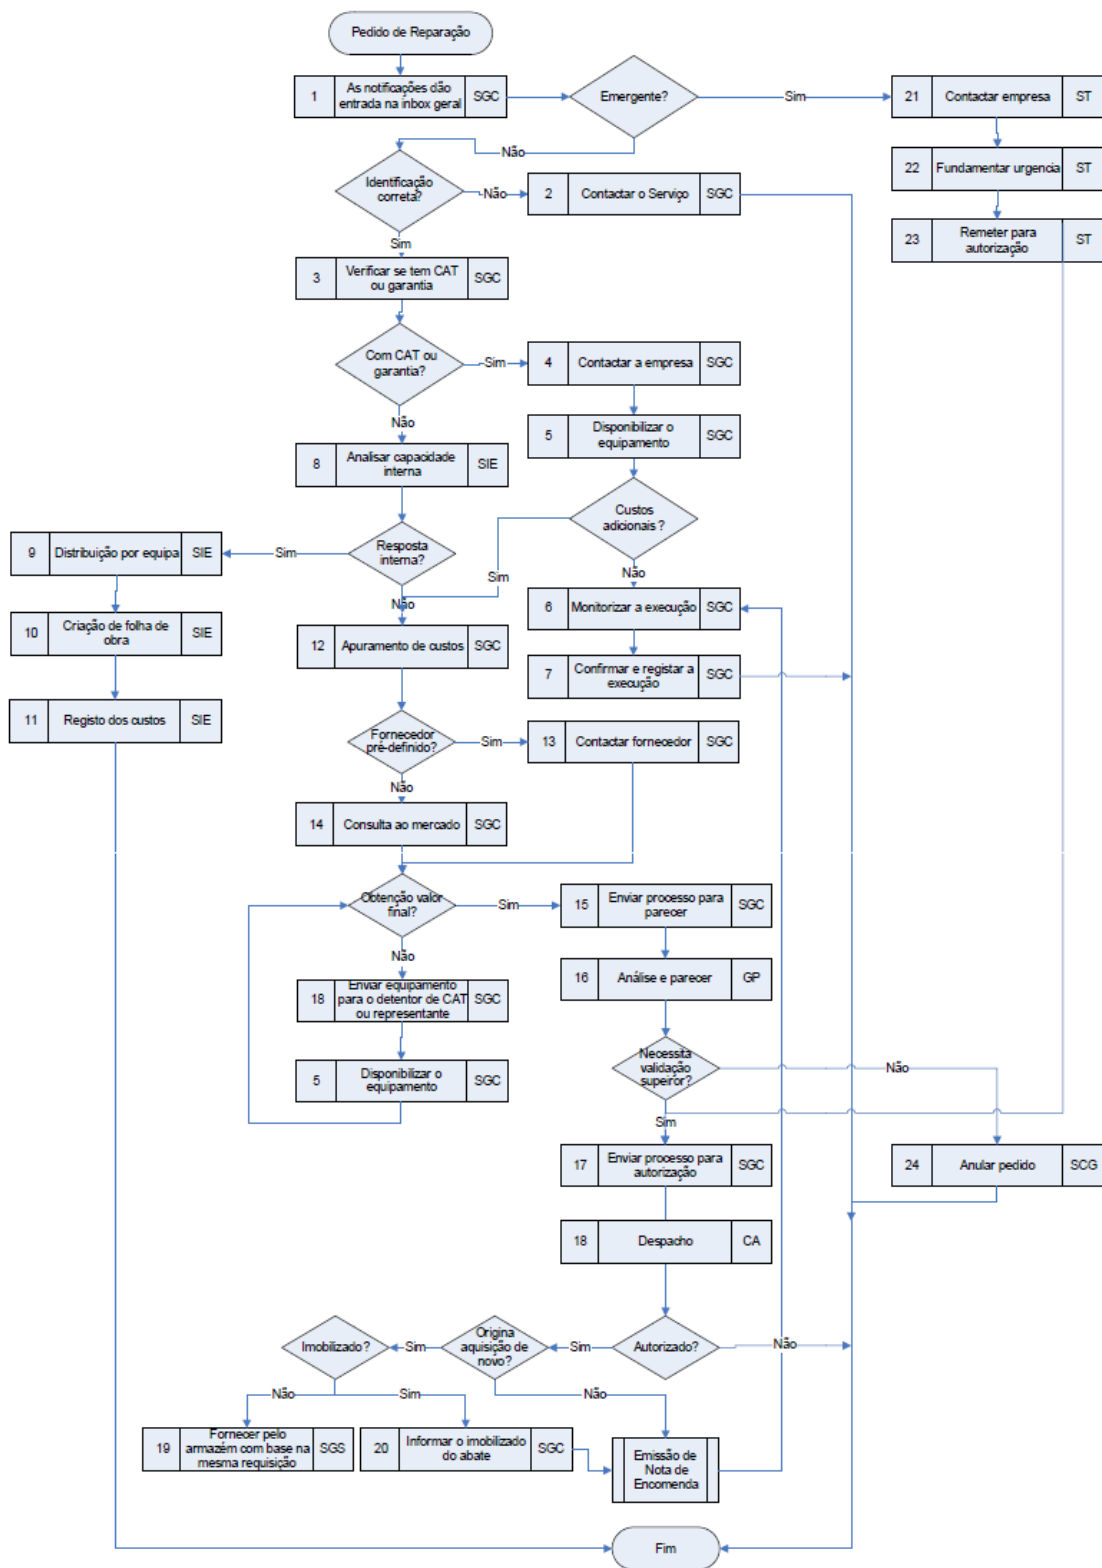 Pedido de Reparação
1
As notificações dão
entrada na inbox geral
SGC
Emergente?
Sim
21
Contactar empresa
ST
Não
22
Fundamentar urgencia
ST
Identificação
correta?
Não
2
Contactar o Serviço
SGC
23
Remeter para
autorização
ST
Sim
3
Verificar se tem CAT
ou garantia
SGC
Com CAT ou
garantia?
Sim
4
Contactar a empresa
SGC
Não
5
Disponibilizar o
equipamento
SGC
8
Analisar capacidade
interna
SIE
Custos
adicionais ?
9
Distribuição por equipa
SIE
Sim
Resposta
interna?
Sim
Não
Não
6
Monitorizar a execução
SGC
10
Criação de folha de
obra
SIE
12
Apuramento de custos
SGC
7
Confirmar e registar a
execução
SGC
11
Registo dos custos
SIE
Fornecedor
pré-definido?
Sim
13
Contactar fornecedor
SGC
Não
14
Consulta ao mercado
SGC
Obtenção valor
final?
Sim
15
Enviar processo para
parecer
SGC
Não
16
Análise e parecer
GP
18
Enviar equipamento
para o detentor de CAT
ou representante
SGC
Necessita
validação
supeiror?
Não
5
Disponibilizar o
equipamento
SGC
Sim
17
Enviar processo para
autorização
SGC
24
Anular pedido
SCG
18
Despacho
CA
Imobilizado?
Sim
Origina
aquisição de
novo?
Sim
Autorizado?
Não
Não
Sim
Não
19
Fornecer pelo
armazém com base na
mesma requisição
SGS
20
Informar o imobilizado
do abate
SGC
Emissão de
Nota de
Encomenda
Fim